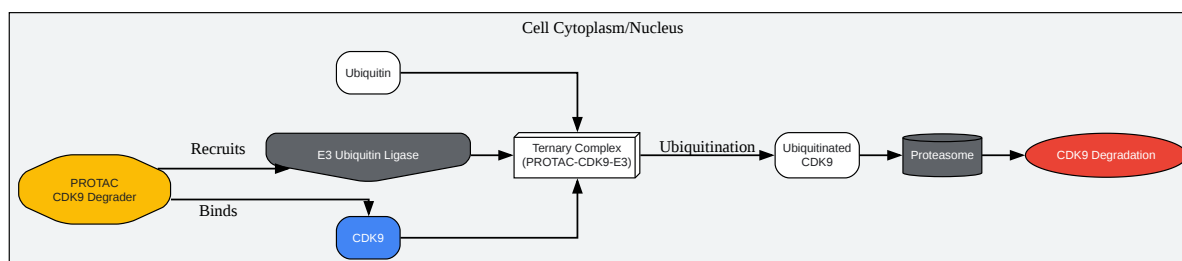 Cell Cytoplasm/Nucleus
Ubiquitin
Recruits
E3 Ubiquitin Ligase
Ternary Complex
(PROTAC-CDK9-E3)
Ubiquitination
Ubiquitinated
CDK9
Proteasome
CDK9 Degradation
PROTAC
CDK9 Degrader
Binds
CDK9